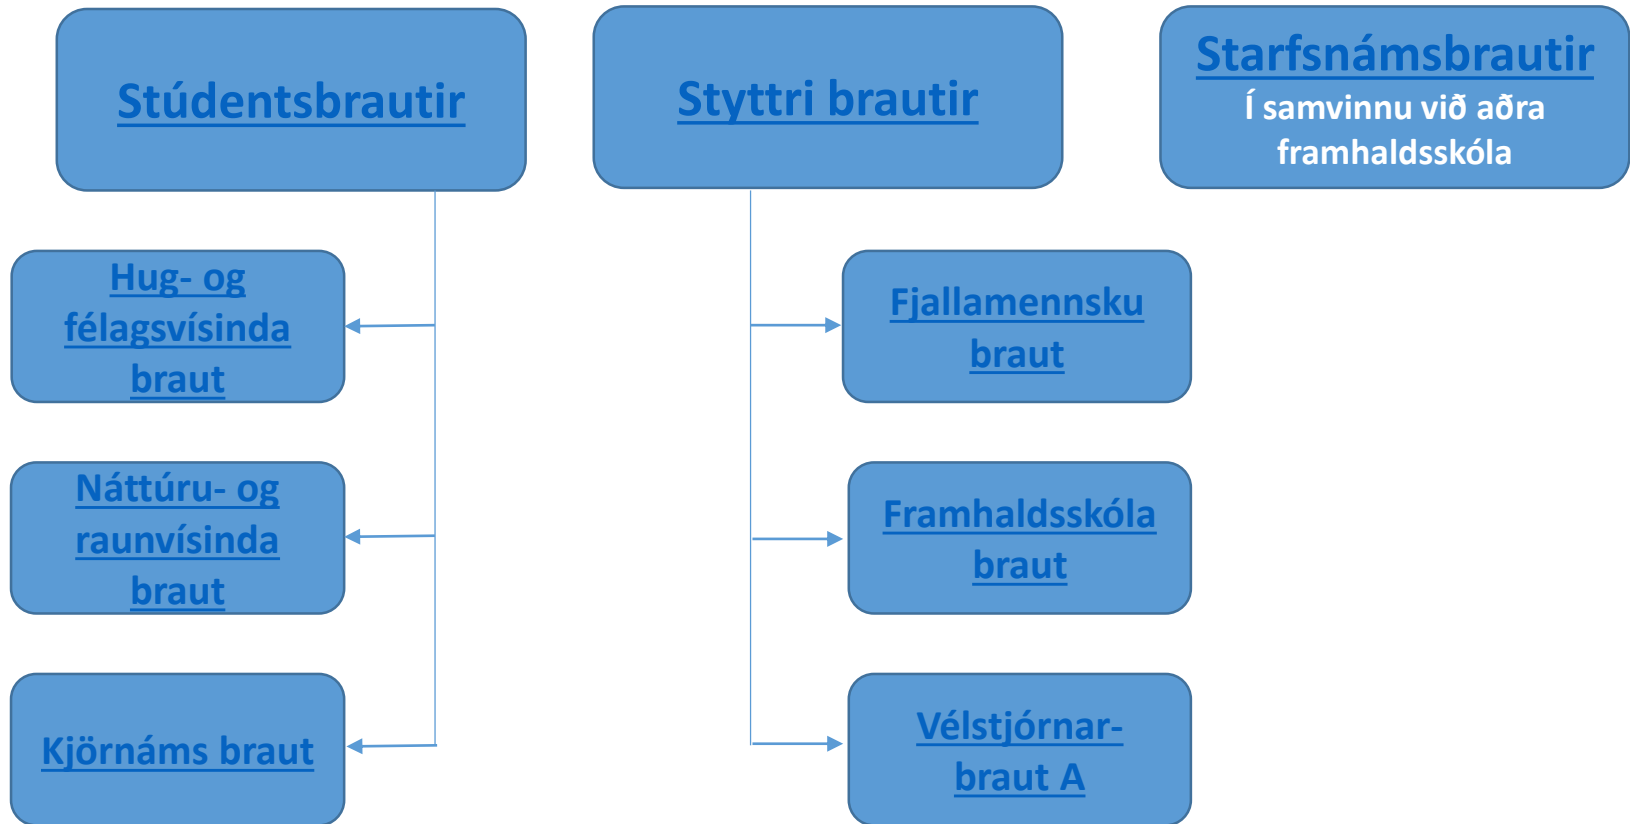 Stúdentsbrautir
Styttri brautir
Starfsnámsbrautir
Í samvinnu við aðra
framhaldsskóla
Hug- og
félagsvísinda
braut
Náttúru- og
raunvísinda
braut
Kjörnáms braut
Fjallamennsku
braut
Framhaldsskóla
braut
Vélstjórnar-
braut A